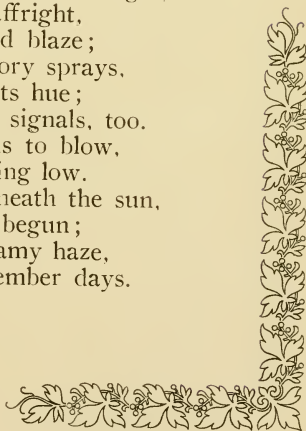 ffright,
d blaze;
ory sprays,
ts hue;
signals, too.
s to blow,
ing low.
neath the sun,
begun;
amy haze,
ember days.